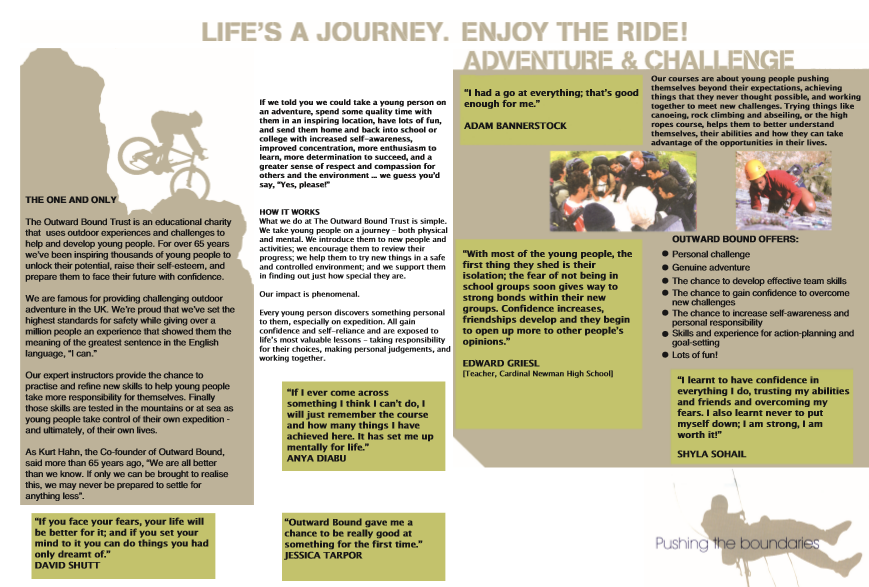 LIFE'S A JOURNEY. ENJOY THE RIDE!
THE ONE AND ONLY
The Outward Bound Trust is an educational charity
that uses outdoor experiences and challenges to
help and develop young people. For over 65 years
we've been inspiring thousands of young people to
unlock their potential, raise their self-esteem, and
prepare them to face their future with confidence.
We are famous for providing challenging outdoor
adventure in the UK. We're proud that we've set the
highest standards for safety while giving over a
million people an experience that showed them the
meaning of the greatest sentence in the English
language, "I can."
Our expert instructors provide the chance to
practise and refine new skills to help young people
take more responsibility for themselves. Finally
those skills are tested in the mountains or at sea as
young people take control of their own expedition -
and ultimately, of their own lives.
As Kurt Hahn, the Co-founder of Outward Bound,
said more than 65 years ago, "We are all better
than we know. If only we can be brought to realise
this, we may never be prepared to settle for
anything less".
"If you face your fears, your life will
be better for it; and if you set your
mind to it you can do things you had
only dreamt of."
DAVID SHUTT
If we told you we could take a young person on
an adventure, spend some quality time with
them in an inspiring location, have lots of fun,
and send them home and back into school or
college with increased self-awareness,
improved concentration, more enthusiasm to
learn, more determination to succeed, and a
greater sense of respect and compassion for
others and the environment ... we guess you'd
say, "Yes, please!"
HOW IT WORKS
What we do at The Outward Bound Trust is simple.
We take young people on a journey - both physical
and mental. We introduce them to new people and
activities; we encourage them to review their
progress; we help them to try new things in a safe
and controlled environment; and we support them
in finding out just how special they are.
Our impact is phenomenal.
Every young person discovers something personal
to them, especially on expedition. All gain
confidence and self-reliance and are exposed to
life's most valuable lessons - taking responsibility
for their choices, making personal judgements, and
working together.
"If I ever come across
something I think I can't do, I
will just remember the course
and how many things I have
achieved here. It has set me up
mentally for life."
ANYA DIABU
"Outward Bound gave me a
chance to be really good at
something for the first time."
JESSICA TARPOR
ADVENTURE & CHALLENGE
"I had a go at everything; that's good
enough for me."
ADAM BANNERSTOCK
Our courses are about young people pushing
themselves beyond their expectations, achieving
things that they never thought possible, and working
together to meet new challenges. Trying things like
canoeing, rock climbing and abseiling, or the high
ropes course, helps them to better understand
themselves, their abilities and how they can take
advantage of the opportunities in their lives.
"With most of the young people, the
first thing they shed is their
isolation; the fear of not being in
school groups soon gives way to
strong bonds within their new
groups. Confidence increases,
friendships develop and they begin
to open up more to other people's
opinions."
EDWARD GRIESL
[Teacher, Cardinal Newman High School]
OUTWARD BOUND OFFERS:
● Personal challenge
● Genuine adventure
● The chance to develop effective team skills
● The chance to gain confidence to overcome
new challenges
● The chance to increase self-awareness and
personal responsibility
● Skills and experience for action-planning and
goal-setting
● Lots of fun!
"I learnt to have confidence in
everything I do, trusting my abilities
and friends and overcoming my
fears. I also learnt never to put
myself down; I am strong, I am
worth it!"
SHYLA SOHAIL
Pushing the boundaries